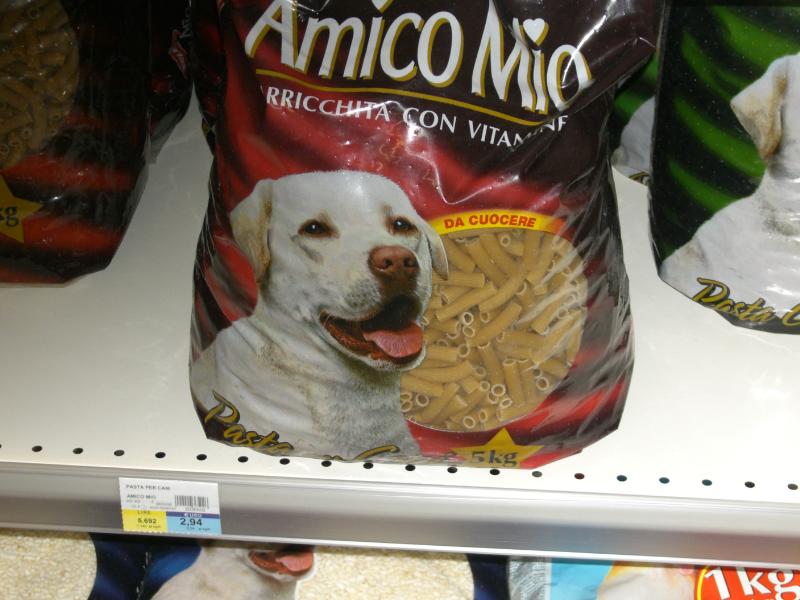 Amico Mio
ARRICCHITA CON VITAMINE
DA CUOCERE
5kg
Pasta
kg
Pasta
PASTA PER CANI
AMICO MIO
LIRE
EURO
5.692
2,94
1kg